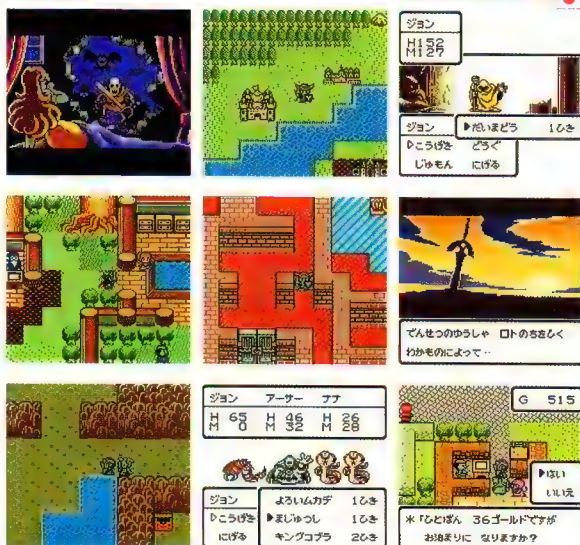 ジョン
H152
M127
ジョン
▶だいまどう 1ひき
▷こうげき どうぐ
じゅもん にげる
でんせつのゆうしゃ ロトのちをひく
わかものによって‥
ジョン アーサー ナナ
H 65 H 46 H 26
M 0 M 32 M 28
ジョン
▷こうげき
にげる
よろいムカデ 1ひき
▶まじゅつし 1ひき
キングコブラ 2ひき
G 515
▶はい
いいえ
*「ひとばん 36ゴールドですが
お泊まりに なりますか?